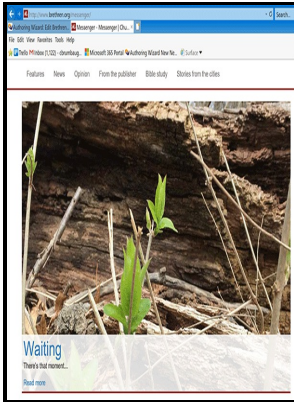 http://www.brethren.org/messenger/
Search...
Authoring Wizard: Edit Brethren...
Messenger - Messenger | Chu...
File Edit View Favorites Tools Help
Trello
Inbox (1,122) - cbrumbaug...
Microsoft 365 Portal
Authoring Wizard New Ne...
Surface
Features News Opinion From the publisher Bible study Stories from the cities
Waiting
There's that moment...
Read more